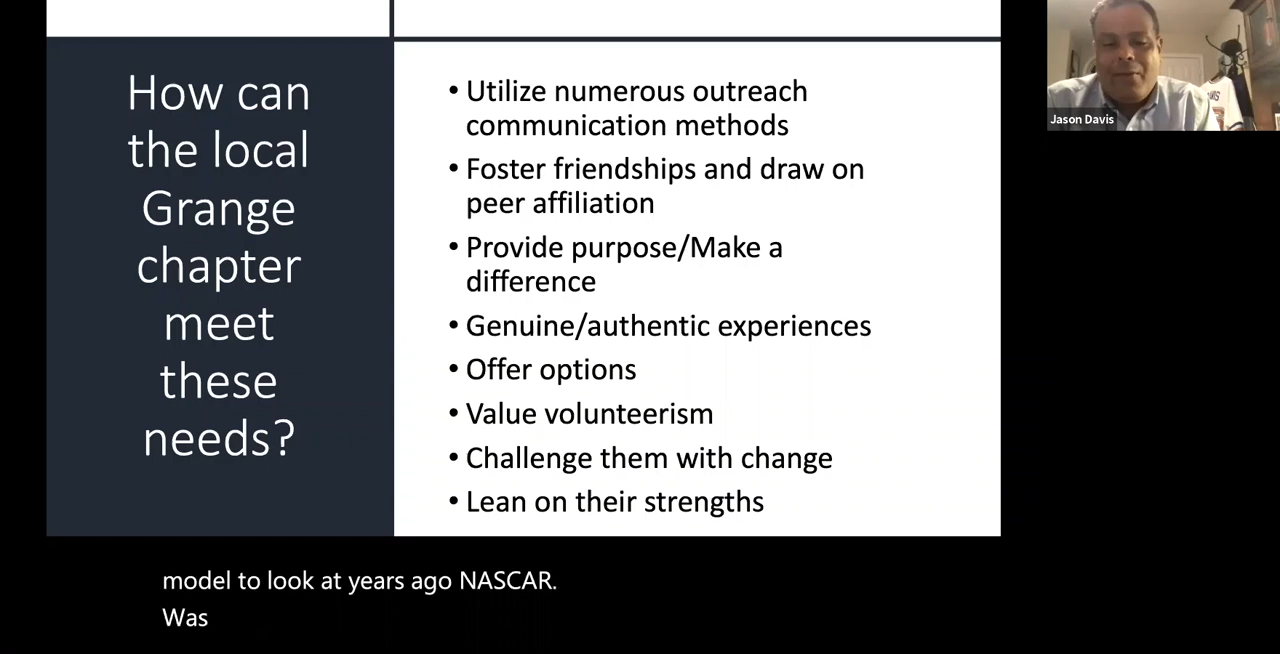 How can
the local
Grange
chapter
meet
these
needs?
• Utilize numerous outreach
communication methods
• Foster friendships and draw on
peer affiliation
• Provide purpose/Make a
difference
• Genuine/authentic experiences
• Offer options
• Value volunteerism
• Challenge them with change
• Lean on their strengths
Jason Davis
model to look at years ago NASCAR.
Was